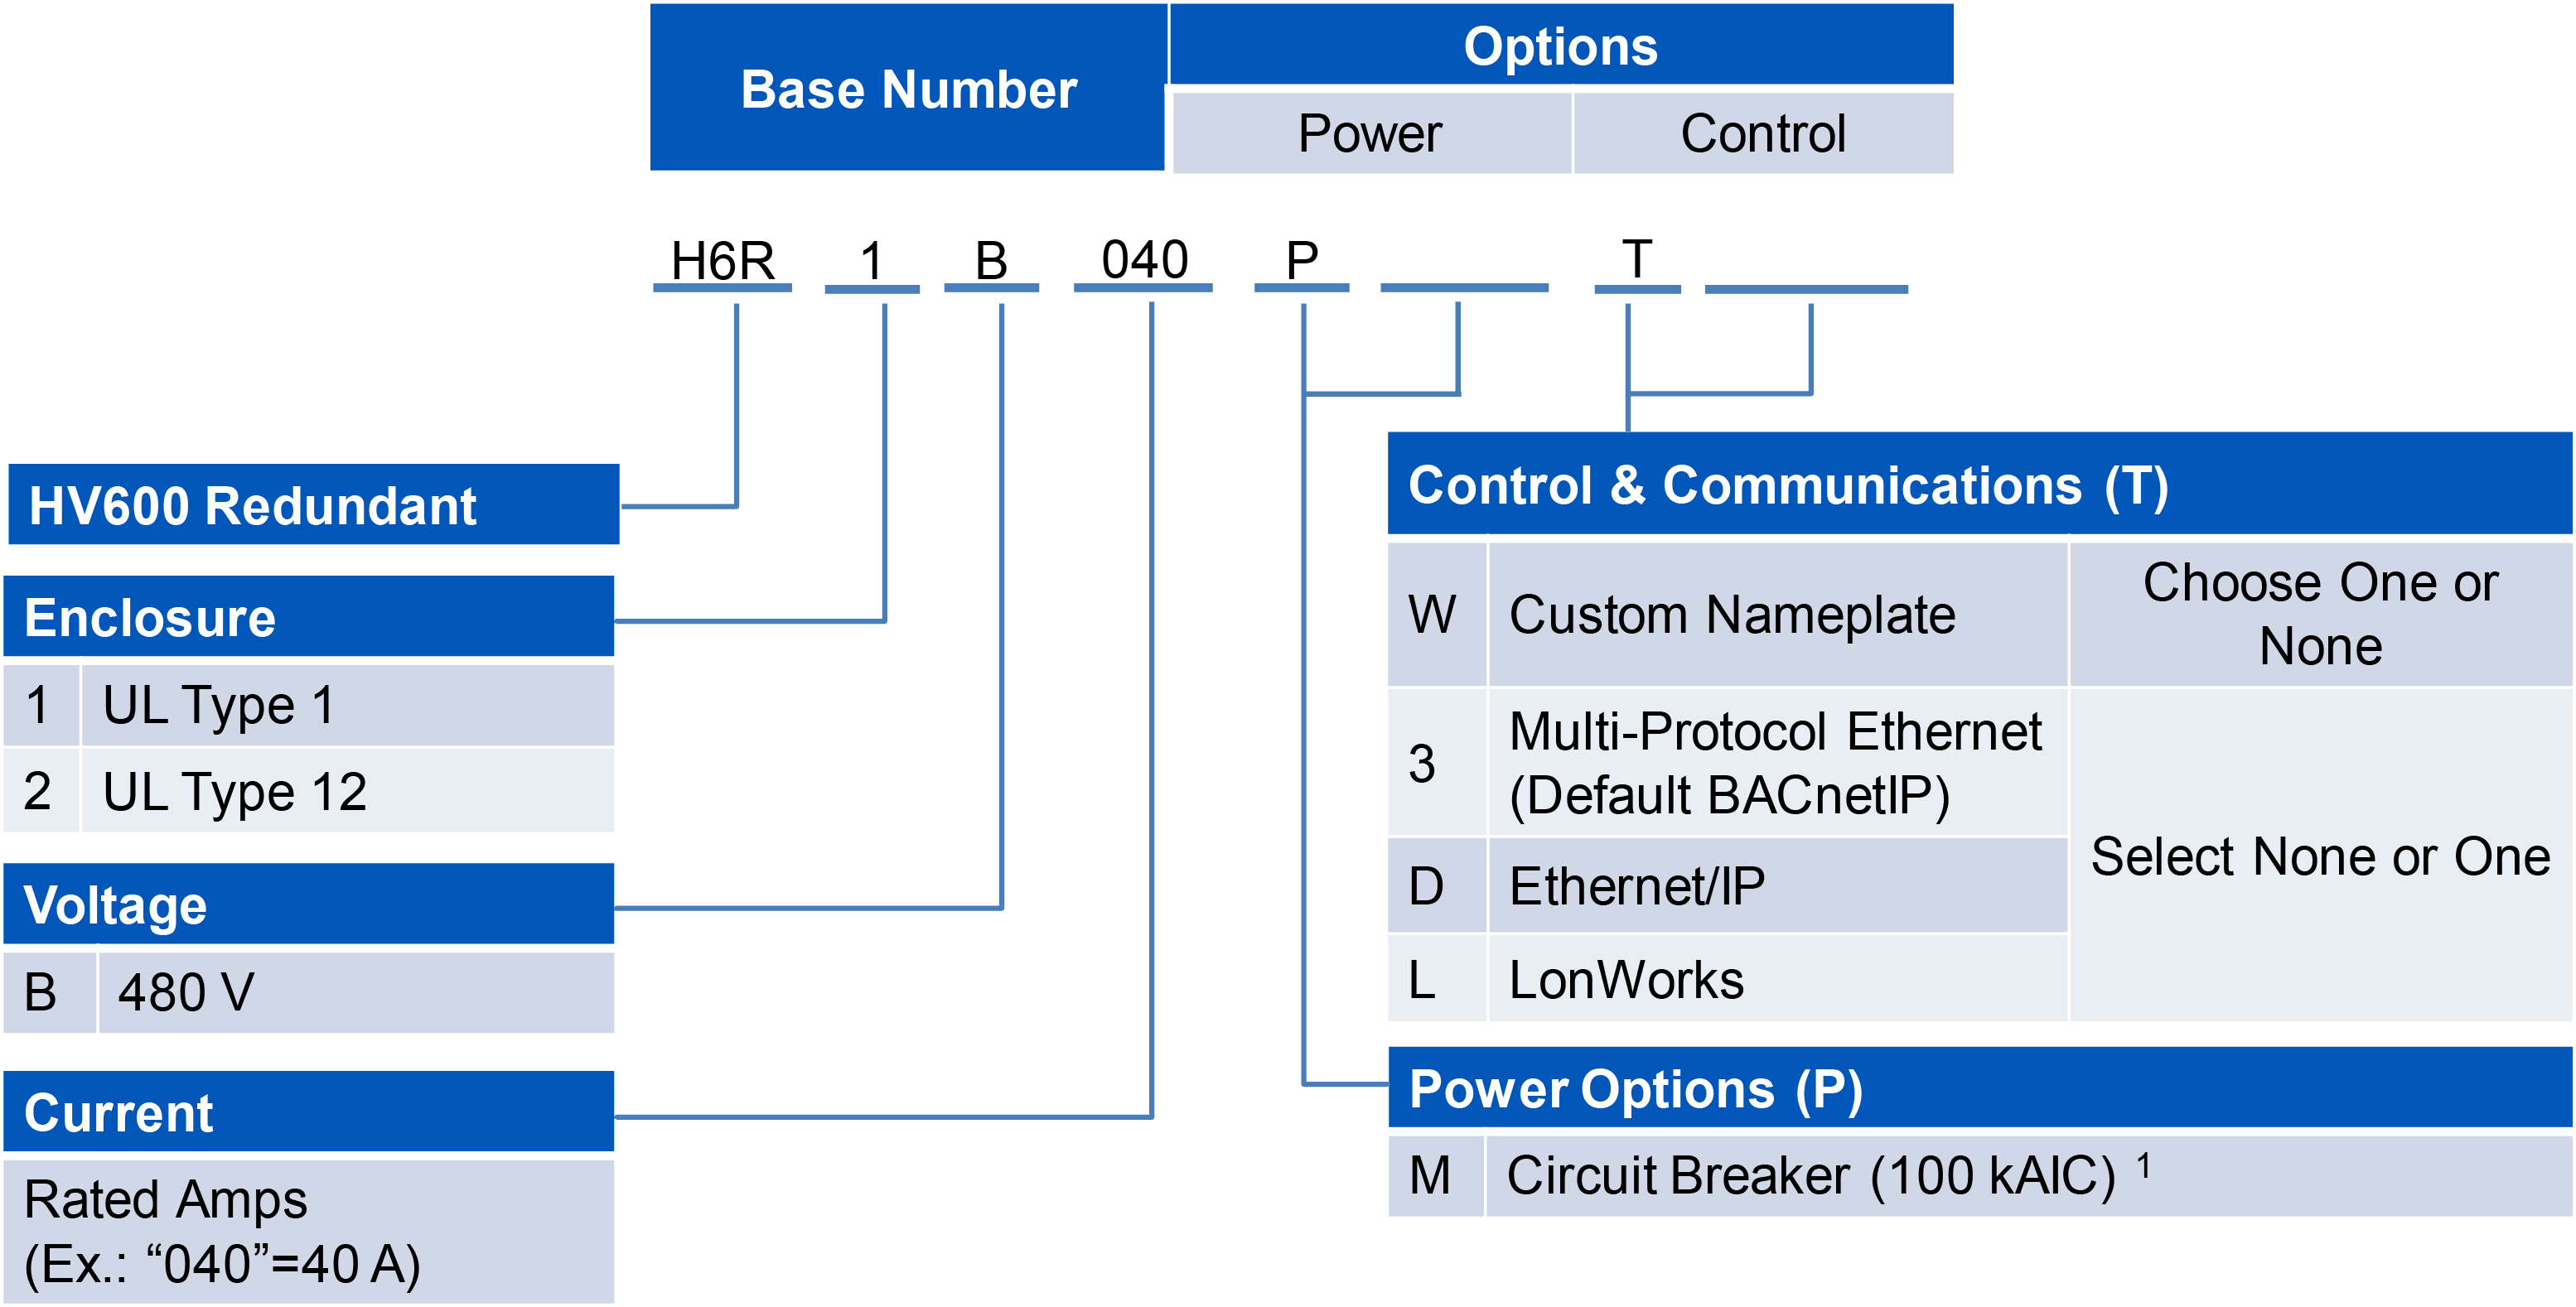 Base Number
Options
Power
Control
H6R 1 B 040 P T
HV600 Redundant
Enclosure
1 UL Type 1
2 UL Type 12
Voltage
B 480 V
Current
Rated Amps
(Ex.: “040”=40 A)
Control & Communications (T)
W Custom Nameplate
Choose One or
None
3 Multi-Protocol Ethernet
(Default BACnetIP)
D Ethernet/IP
L LonWorks
Select None or One
Power Options (P)
M Circuit Breaker (100 kAIC) 1